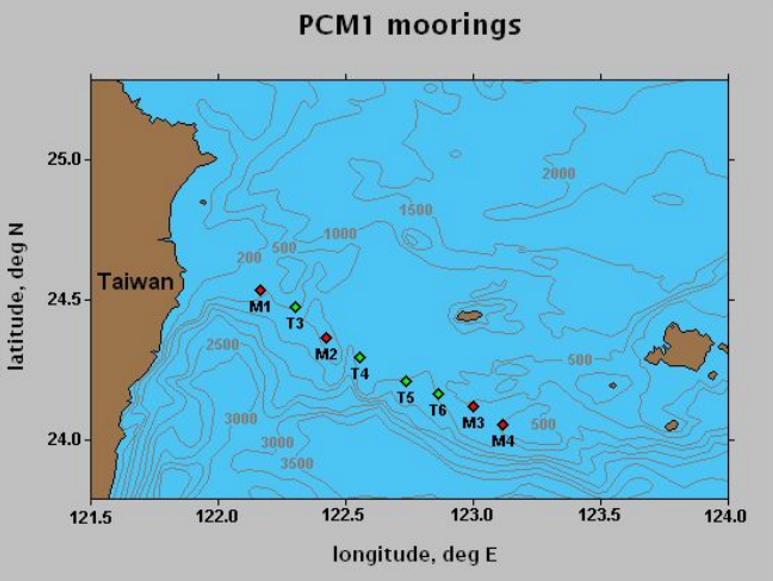 PCM1 moorings
25.0
24.5
24.0
latitude, deg N
121.5
122.0
122.5
123.0
123.5
124.0
longitude, deg E
Taiwan
2000
1500
1000
500
200
2500
3000
3000
3500
500
500
M1
T3
M2
T4
T5
T6
M3
M4